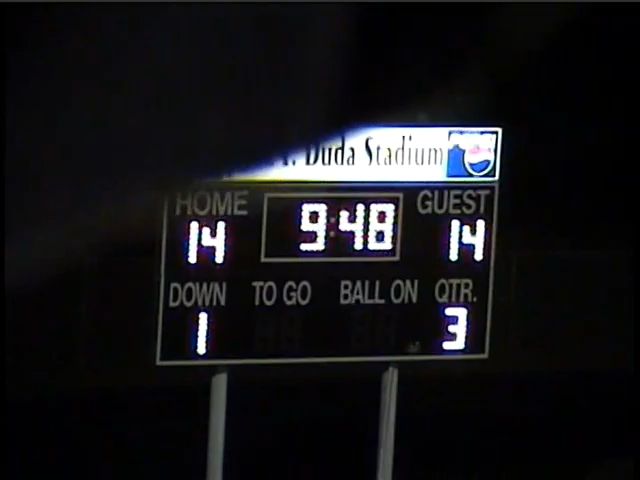 Duda Stadium
HOME 9:48 GUEST
14 14
DOWN TO GO BALL ON QTR.
1 3